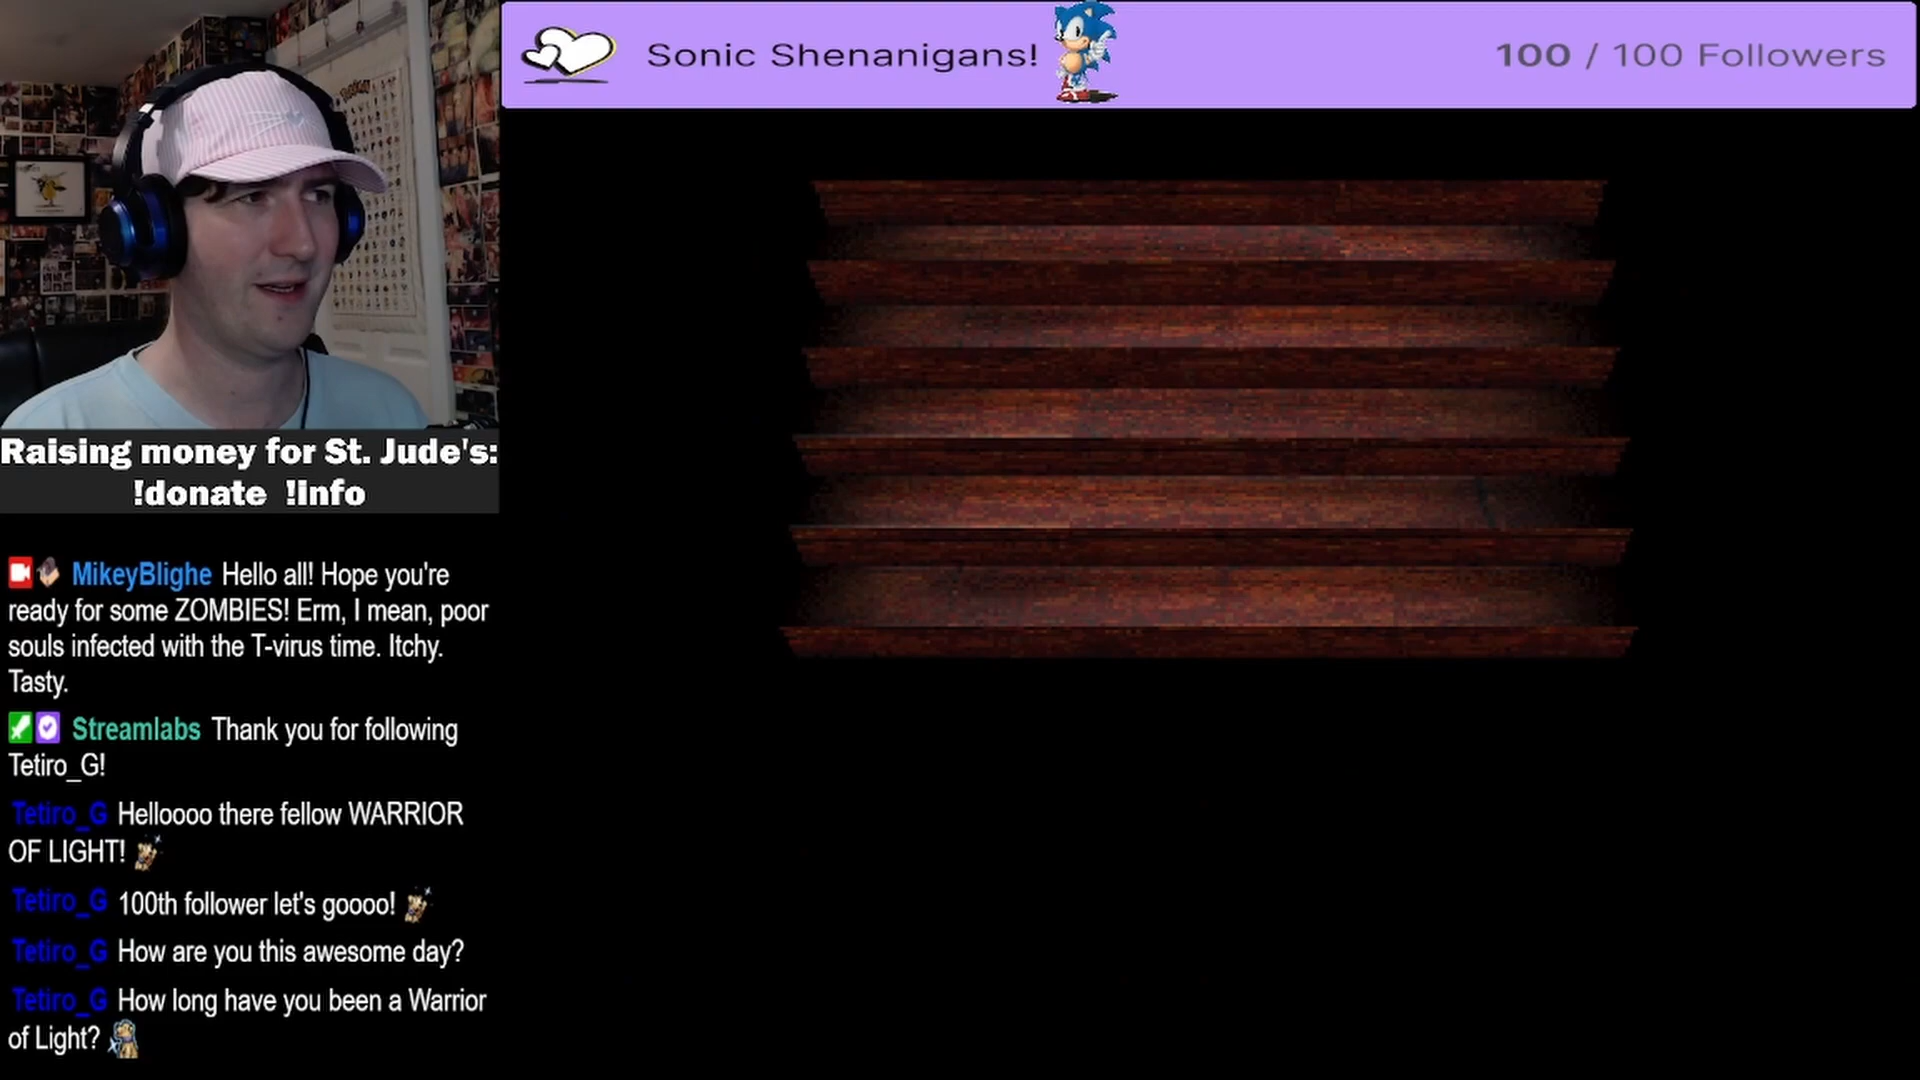 Sonic Shenanigans!
100 / 100 Followers
Raising money for St. Jude's:
!donate !info
MikeyBlighe Hello all! Hope you're
ready for some ZOMBIES! Erm, I mean, poor
souls infected with the T-virus time. Itchy.
Tasty.
Streamlabs Thank you for following
Tetiro_G!
Tetiro_G Helloooo there fellow WARRIOR
OF LIGHT!
Tetiro_G 100th follower let's goooo!
Tetiro_G How are you this awesome day?
Tetiro_G How long have you been a Warrior
of Light?